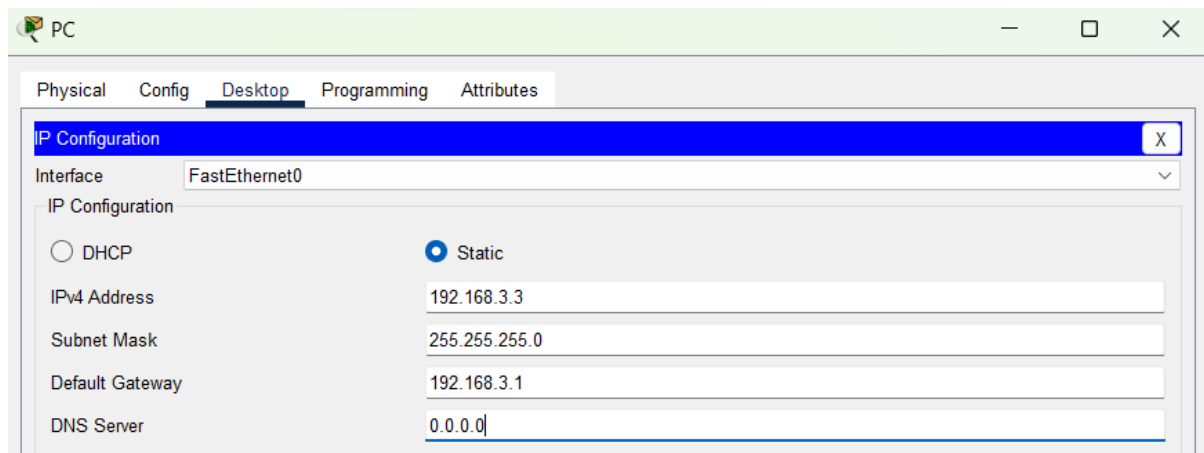 PC
Physical Config Desktop Programming Attributes
IP Configuration X
Interface FastEthernet0
IP Configuration
DHCP Static
IPv4 Address 192.168.3.3
Subnet Mask 255.255.255.0
Default Gateway 192.168.3.1
DNS Server 0.0.0.0